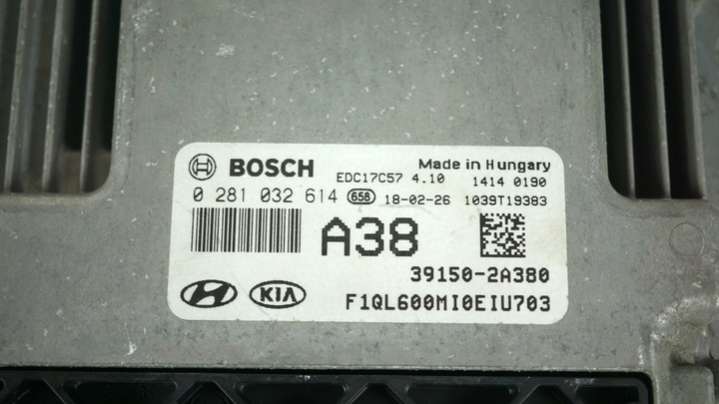 BOSCH EDC17C57 4.10 Made in Hungary
1414 0190
0 281 032 614 656 18-02-26 1039T19383
A38
39150-2A380
KIA F1QL600MI0EIU703